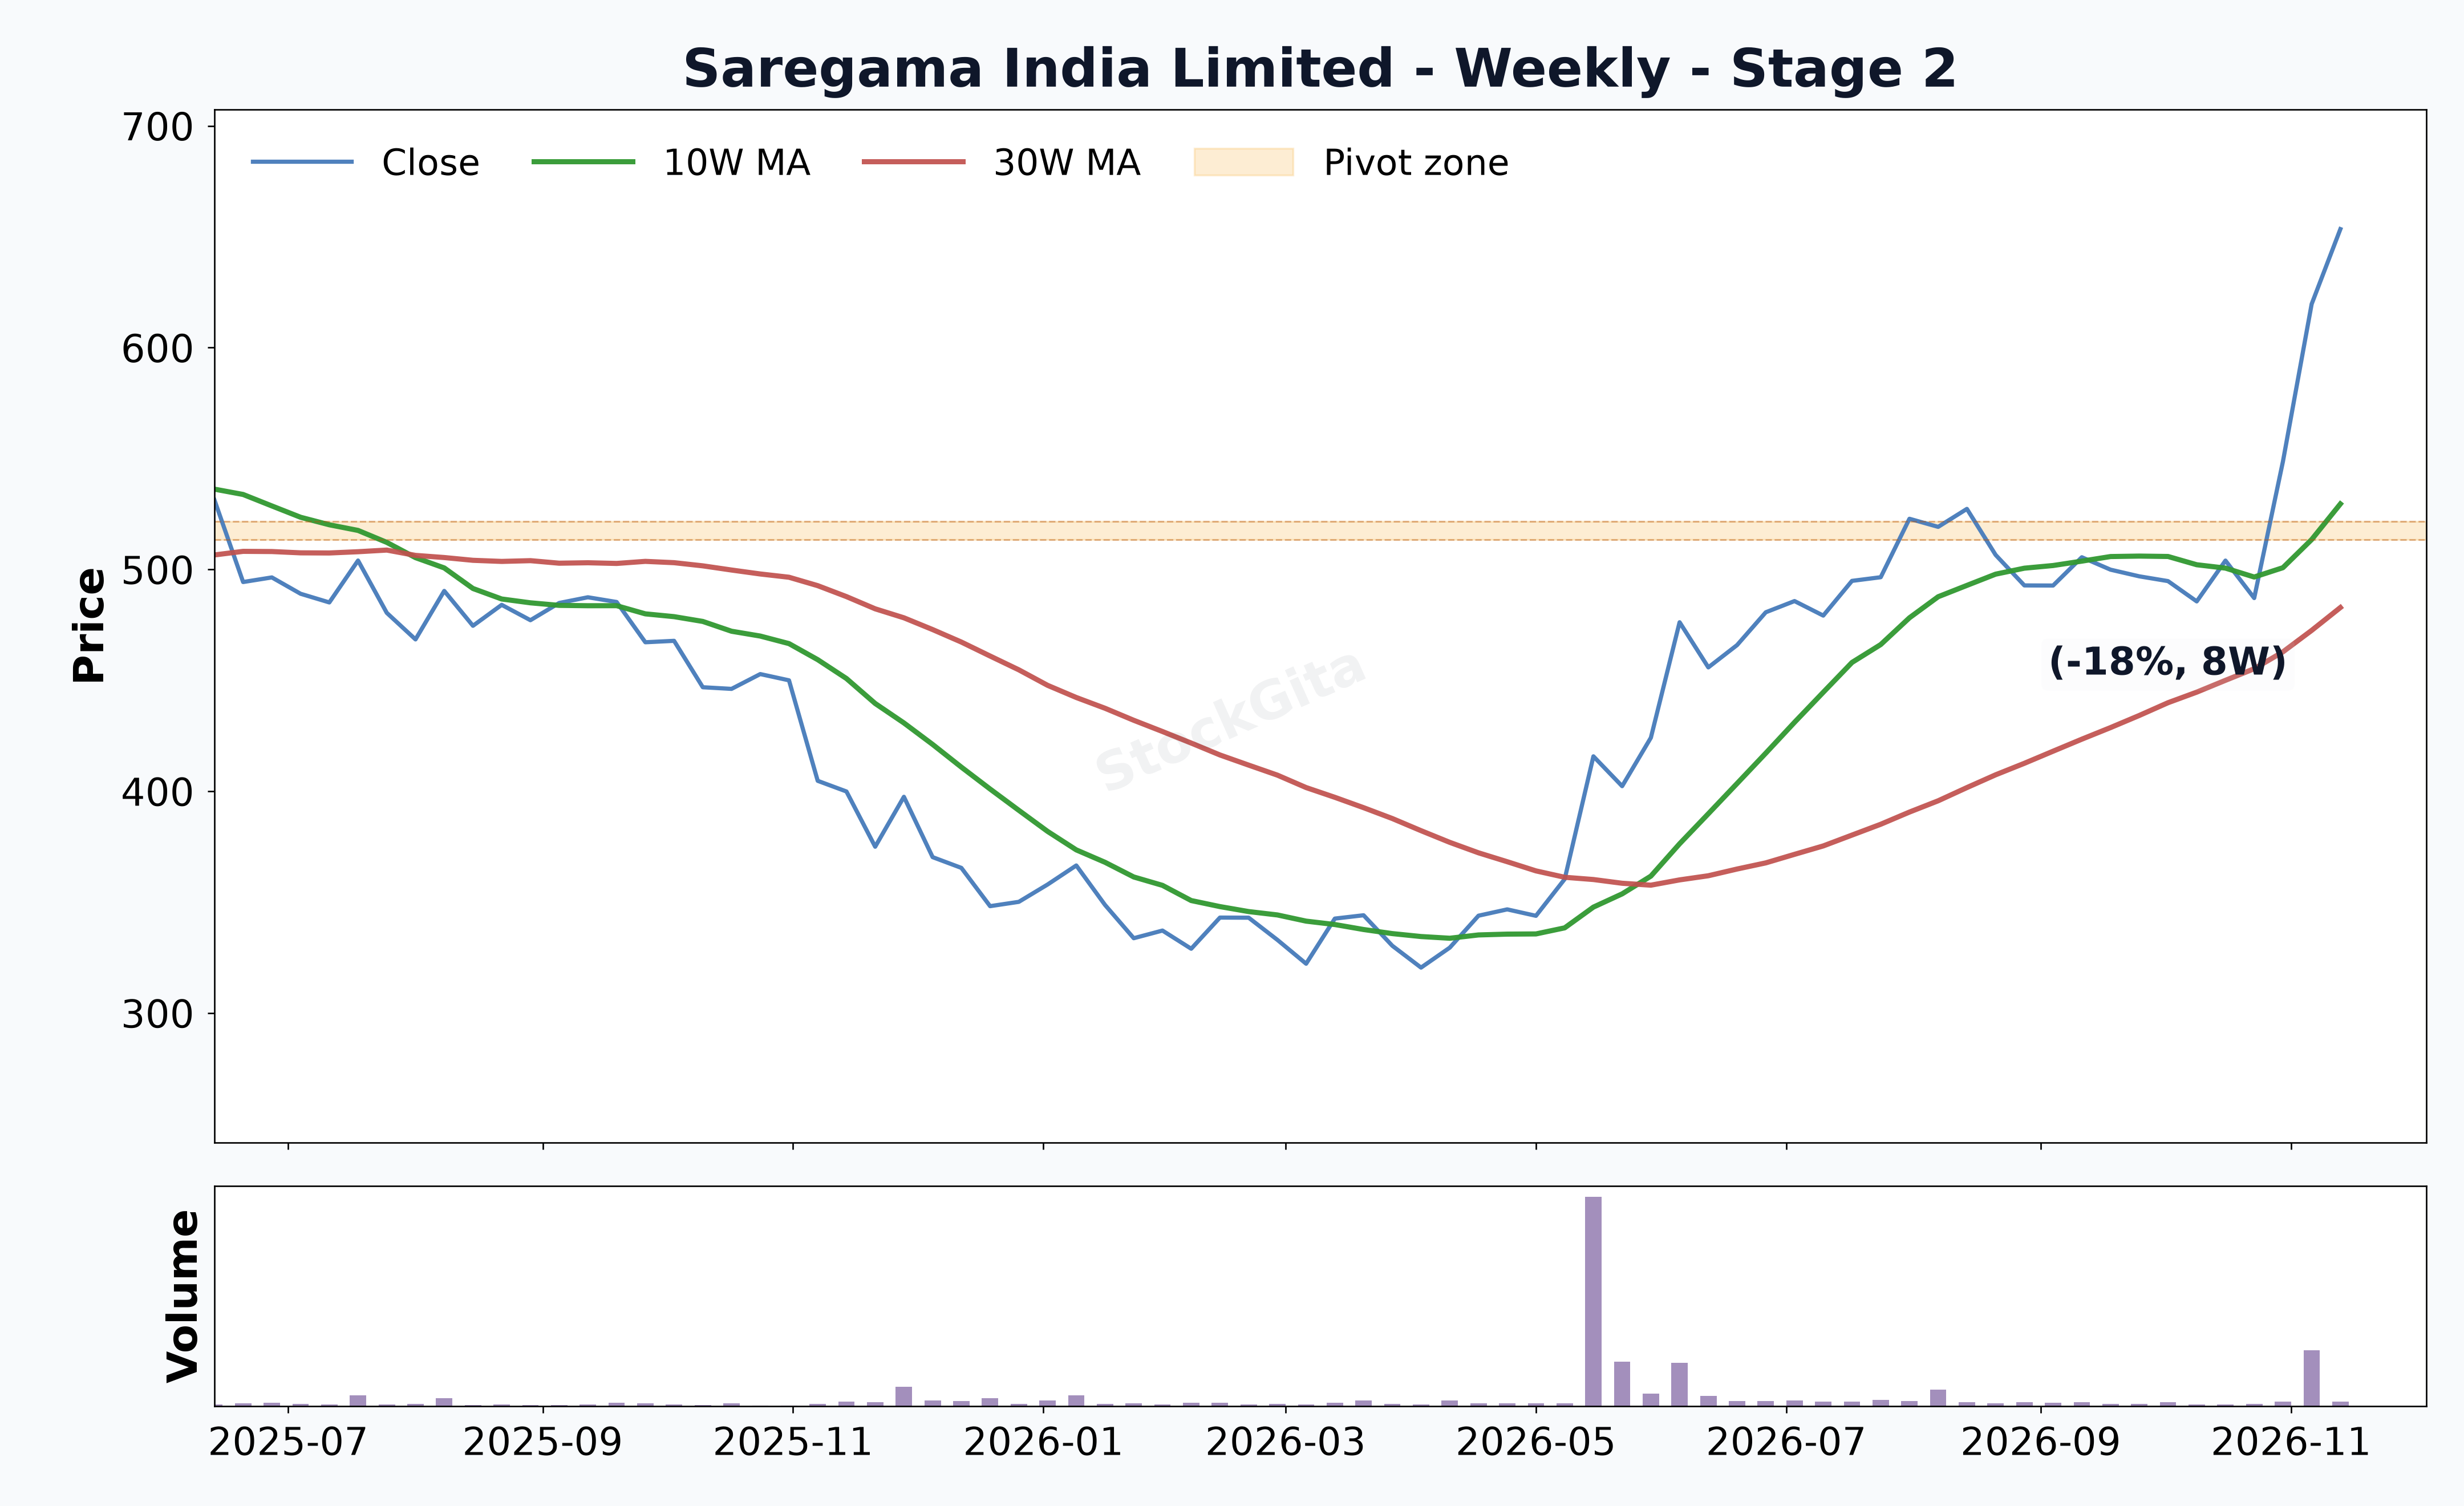 Saregama India Limited - Weekly - Stage 2
Close 10W MA 30W MA Pivot zone
700
600
500
400
300
Price
(-18%, 8W)
StockGita
Volume
2025-07 2025-09 2025-11 2026-01 2026-03 2026-05 2026-07 2026-09 2026-11